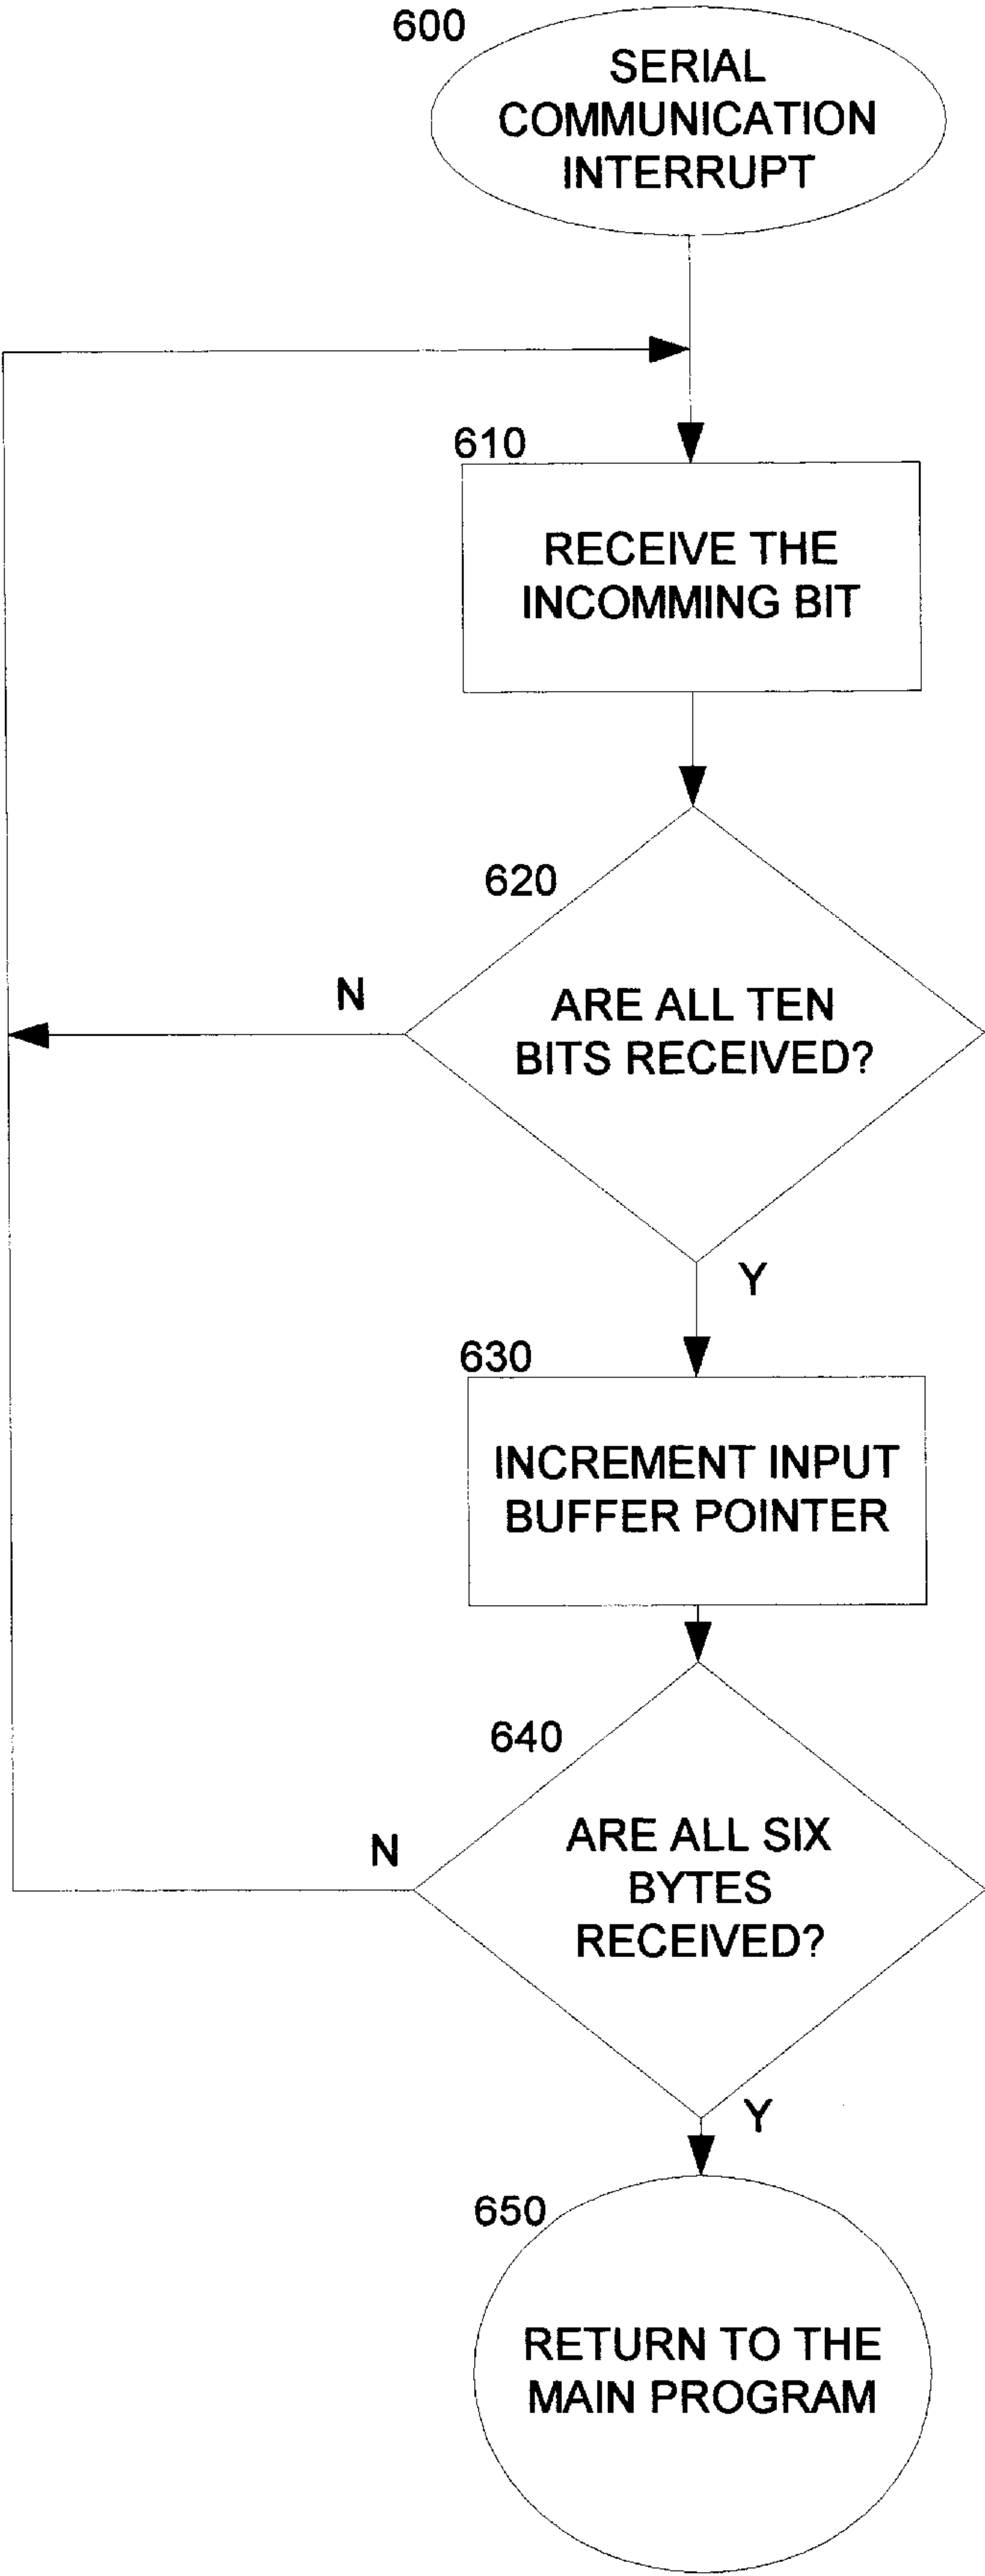 600
SERIAL
COMMUNICATION
INTERRUPT
610
RECEIVE THE
INCOMMING BIT
620
N
ARE ALL TEN
BITS RECEIVED?
Y
630
INCREMENT INPUT
BUFFER POINTER
640
N
ARE ALL SIX
BYTES
RECEIVED?
Y
650
RETURN TO THE
MAIN PROGRAM